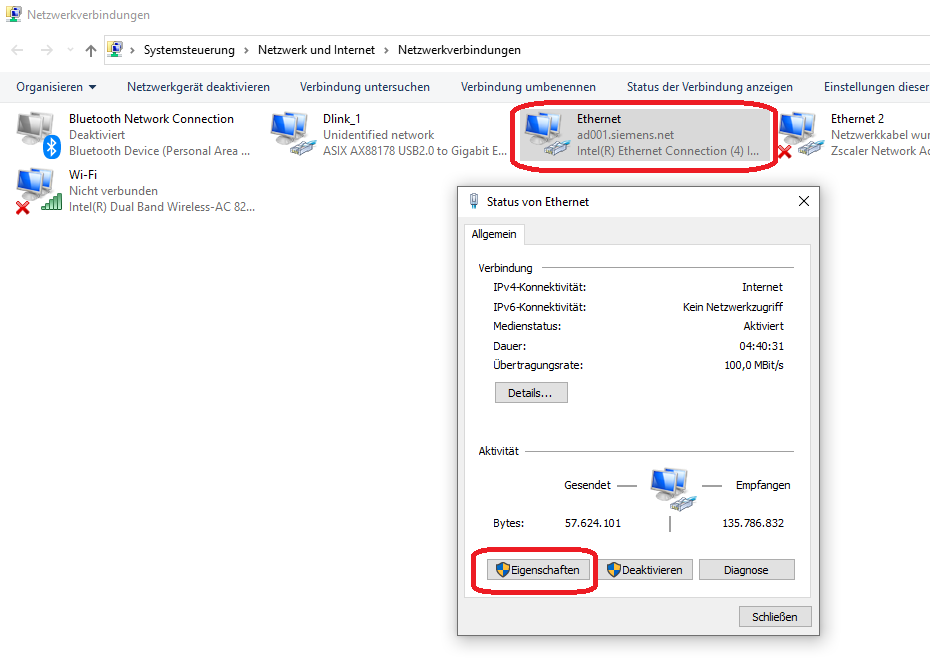 Netzwerkverbindungen
Systemsteuerung > Netzwerk und Internet > Netzwerkverbindungen
Organisieren Netzwerkgerät deaktivieren Verbindung untersuchen Verbindung umbenennen Status der Verbindung anzeigen Einstellungen dieser
Bluetooth Network Connection
Deaktiviert
Bluetooth Device (Personal Area ...
Dlink_1
Unidentified network
ASIX AX88178 USB2.0 to Gigabit E...
Ethernet
ad001.siemens.net
Intel(R) Ethernet Connection (4) I...
Ethernet 2
Netzwerkkabel wu
Zscaler Network Ac
Wi-Fi
Nicht verbunden
Intel(R) Dual Band Wireless-AC 82...
Status von Ethernet
Allgemein
Verbindung
IPv4-Konnektivität: Internet
IPv6-Konnektivität: Kein Netzwerkzugriff
Medienstatus: Aktiviert
Dauer: 04:40:31
Übertragungsrate: 100,0 MBit/s
Details...
Aktivität
Gesendet Empfangen
Bytes: 57.624.101 135.786.832
Eigenschaften Deaktivieren Diagnose
Schließen